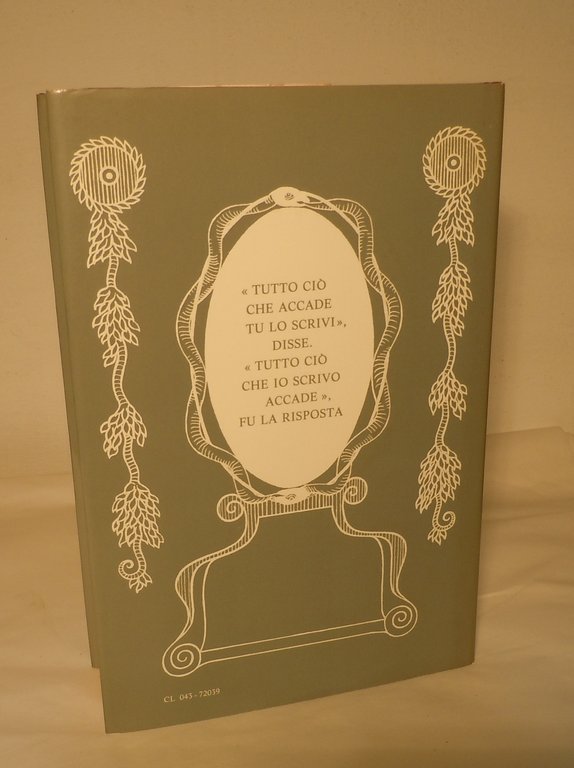 « TUTTO CIÒ
CHE ACCADE
TU LO SCRIVI »,
DISSE.
« TUTTO CIÒ
CHE IO SCRIVO
ACCADE »,
FU LA RISPOSTA
CL 043 - 72039